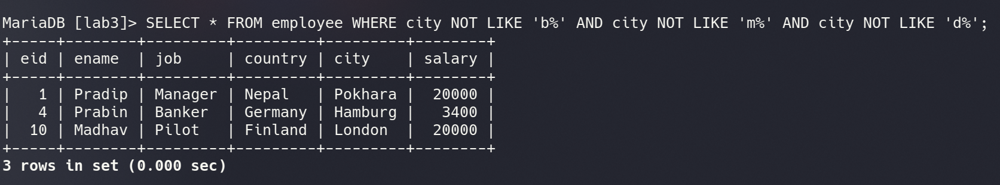 MariaDB [lab3]> SELECT * FROM employee WHERE city NOT LIKE 'b%' AND city NOT LIKE 'm%' AND city NOT LIKE 'd%';
+-----+--------+---------+---------+---------+--------+
| eid | ename  | job     | country | city    | salary |
+-----+--------+---------+---------+---------+--------+
|   1 | Pradip | Manager | Nepal   | Pokhara |  20000 |
|   4 | Prabin | Banker  | Germany | Hamburg |   3400 |
|  10 | Madhav | Pilot   | Finland | London  |  20000 |
+-----+--------+---------+---------+---------+--------+
3 rows in set (0.000 sec)